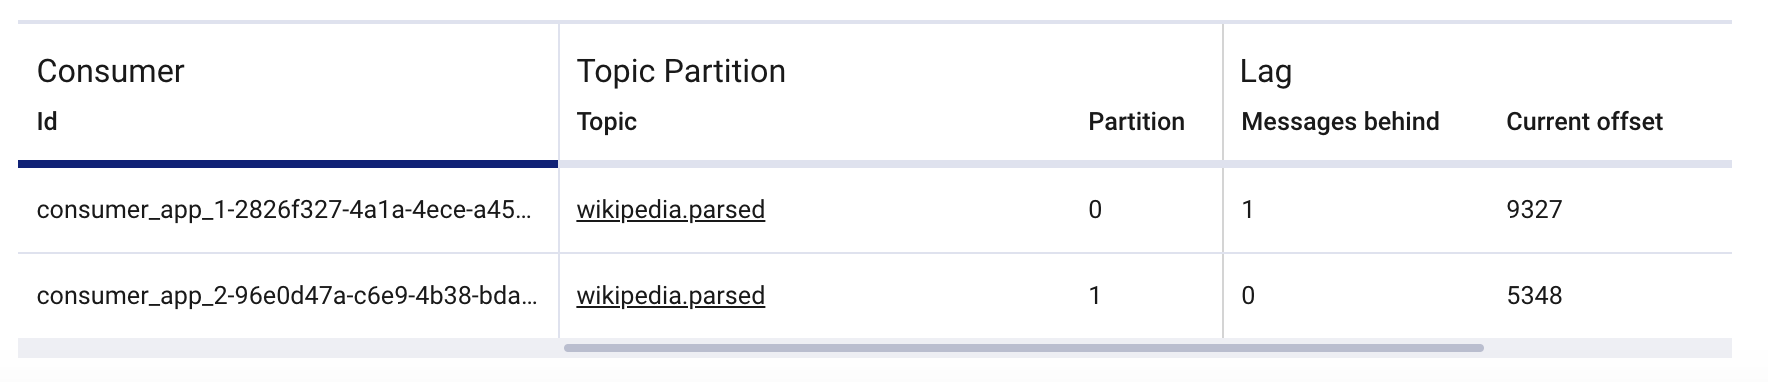 Consumer Topic Partition Lag
Id Topic Partition Messages behind Current offset
consumer_app_1-2826f327-4a1a-4ece-a45... wikipedia.parsed 0 1 9327
consumer_app_2-96e0d47a-c6e9-4b38-bda... wikipedia.parsed 1 0 5348